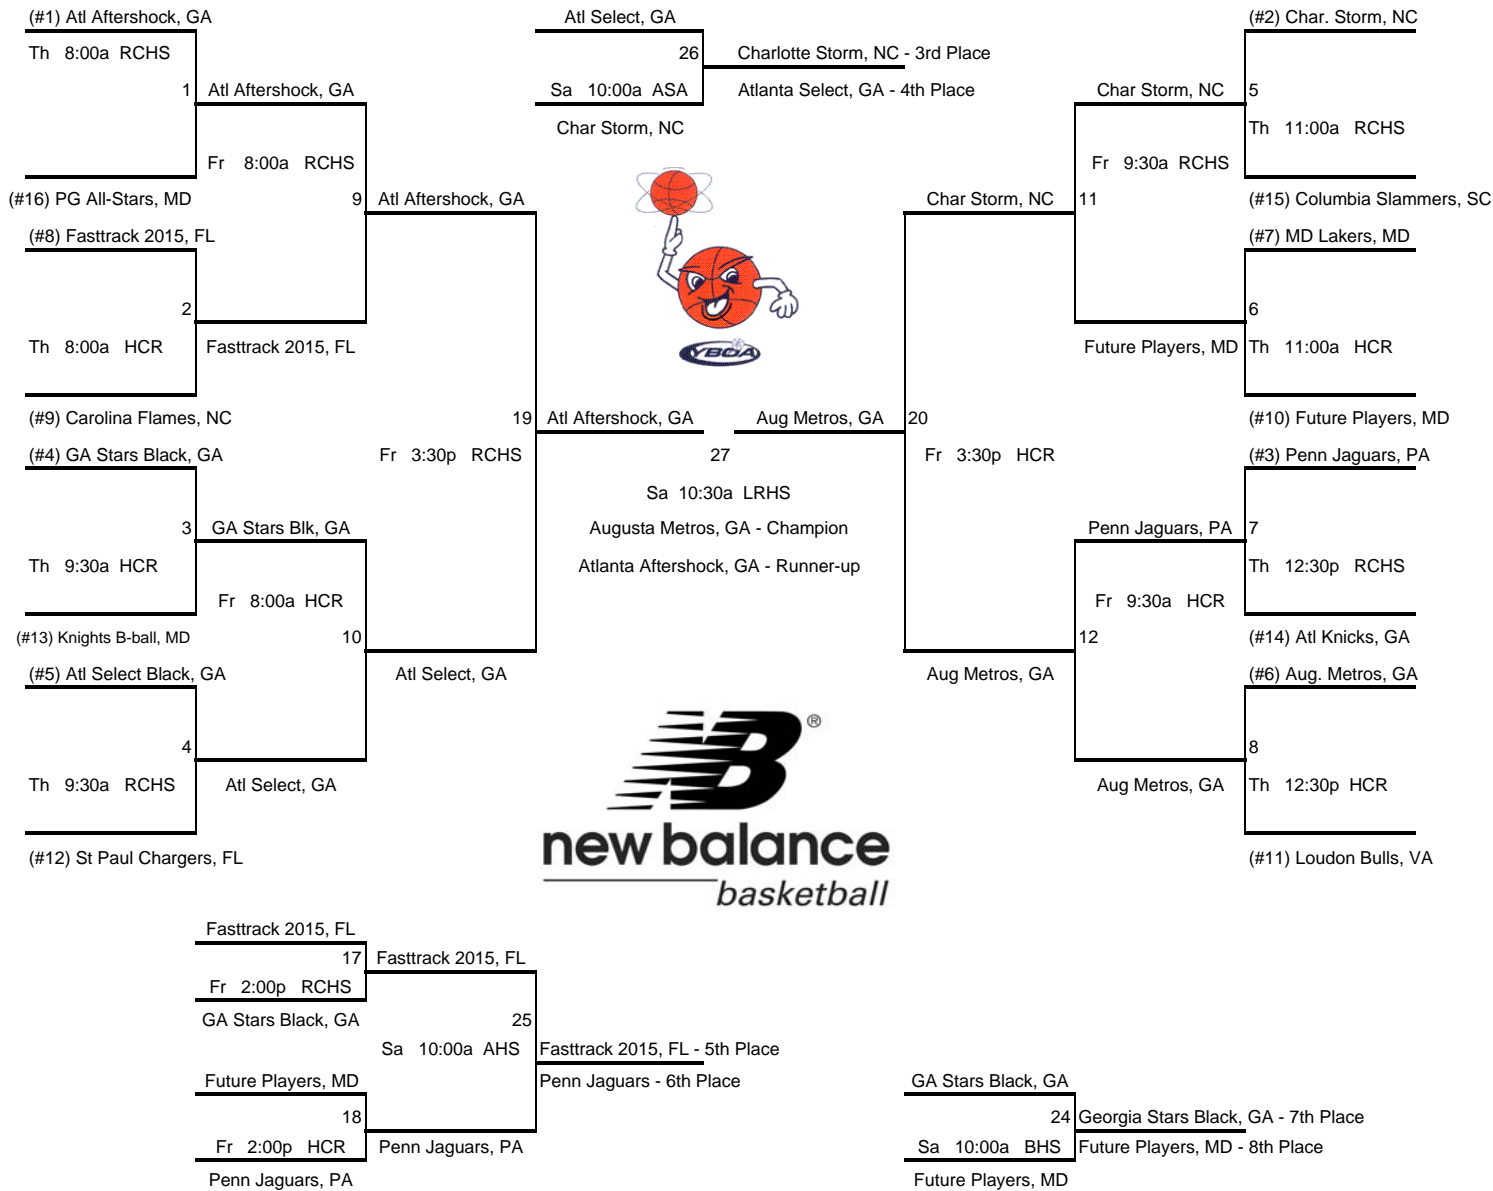 (#1) Atl Aftershock, GA
Atl Select, GA
(#2) Char. Storm, NC
Th 8:00a RCHS
26
Charlotte Storm, NC - 3rd Place
1
Atl Aftershock, GA
Sa 10:00a ASA
Atlanta Select, GA - 4th Place
Char Storm, NC
5
Char Storm, NC
Th 11:00a RCHS
Fr 8:00a RCHS
Fr 9:30a RCHS
(#16) PG All-Stars, MD
9
Atl Aftershock, GA
Char Storm, NC
11
(#15) Columbia Slammers, SC
(#8) Fasttrack 2015, FL
(#7) MD Lakers, MD
2
6
Th 8:00a HCR
Fasttrack 2015, FL
YBOA
Future Players, MD
Th 11:00a HCR
(#9) Carolina Flames, NC
19
Atl Aftershock, GA
Aug Metros, GA
20
(#10) Future Players, MD
(#4) GA Stars Black, GA
Fr 3:30p RCHS
27
Fr 3:30p HCR
(#3) Penn Jaguars, PA
Sa 10:30a LRHS
3
GA Stars Blk, GA
Augusta Metros, GA - Champion
Penn Jaguars, PA
7
Th 9:30a HCR
Atlanta Aftershock, GA - Runner-up
Th 12:30p RCHS
Fr 8:00a HCR
Fr 9:30a HCR
(#13) Knights B-ball, MD
10
12
(#14) Atl Knicks, GA
(#5) Atl Select Black, GA
Atl Select, GA
Aug Metros, GA
(#6) Aug. Metros, GA
4
8
Th 9:30a RCHS
Atl Select, GA
Aug Metros, GA
Th 12:30p HCR
(#12) St Paul Chargers, FL
(#11) Loudon Bulls, VA
NB ®
new balance
basketball
Fasttrack 2015, FL
17
Fasttrack 2015, FL
Fr 2:00p RCHS
GA Stars Black, GA
25
Sa 10:00a AHS
Fasttrack 2015, FL - 5th Place
Future Players, MD
Penn Jaguars - 6th Place
GA Stars Black, GA
18
24
Georgia Stars Black, GA - 7th Place
Fr 2:00p HCR
Penn Jaguars, PA
Sa 10:00a BHS
Future Players, MD - 8th Place
Penn Jaguars, PA
Future Players, MD